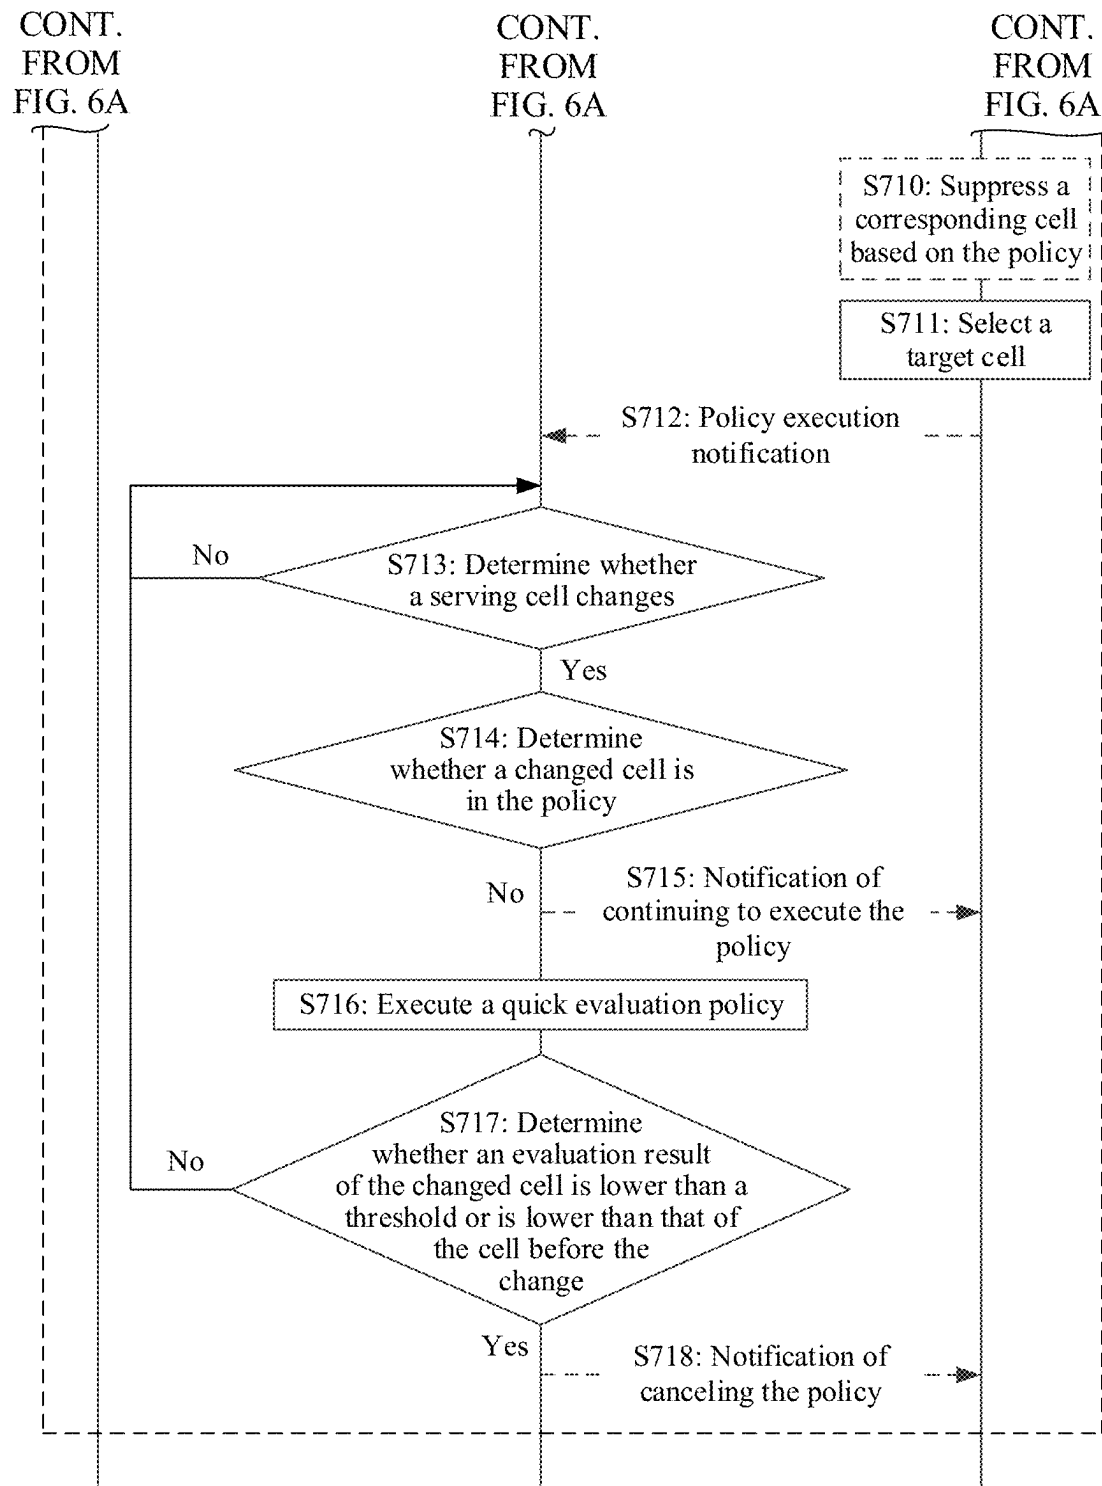 CONT.
FROM
FIG. 6A
CONT.
FROM
FIG. 6A
CONT.
FROM
FIG. 6A
S710: Suppress a
corresponding cell
based on the policy
S711: Select a
target cell
S712: Policy execution
notification
No
S713: Determine whether
a serving cell changes
Yes
S714: Determine
whether a changed cell is
in the policy
No
S715: Notification of
continuing to execute the
policy
S716: Execute a quick evaluation policy
No
S717: Determine
whether an evaluation result
of the changed cell is lower than a
threshold or is lower than that of
the cell before the
change
Yes
S718: Notification of
canceling the policy